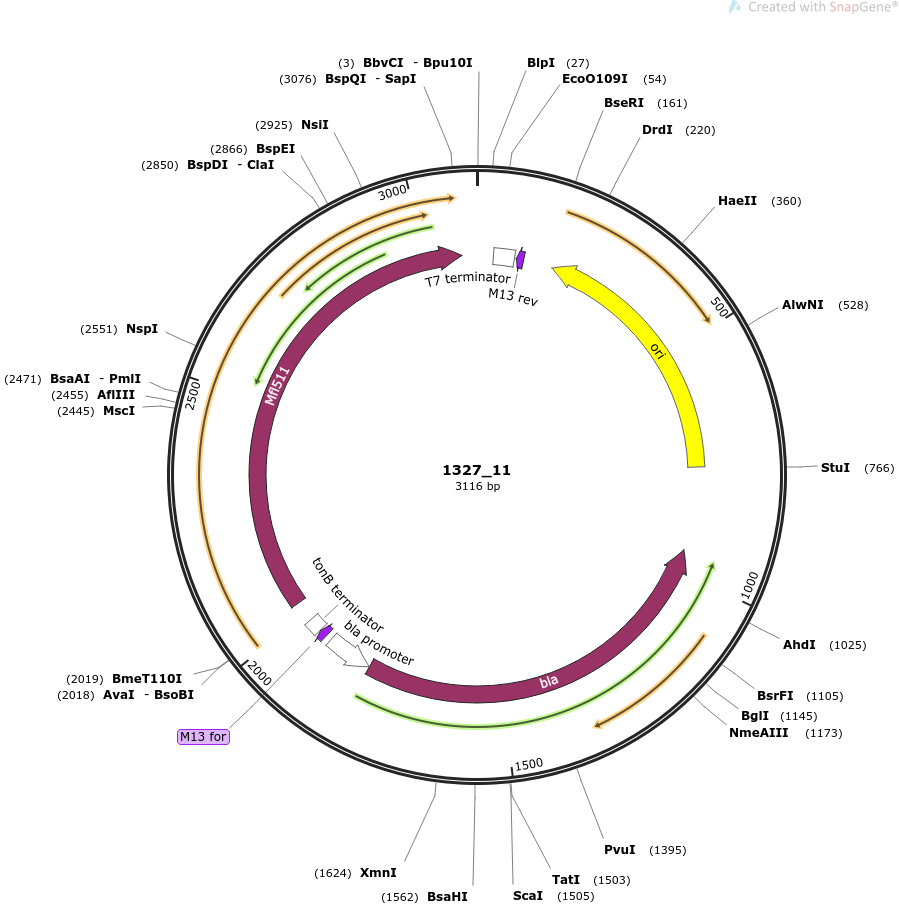 Created with SnapGene®
(3) BbvCI - Bpu10I
BlpI (27)
(3076) BspQI - SapI
EcoO109I (54)
BseRI (161)
(2925) NsiI
DrdI (220)
(2866) BspEI
(2850) BspDI - ClaI
3000
HaeII (360)
T7 terminator
M13 rev
500
AlwNI (528)
(2551) NspI
ori
(2471) BsaAI - PmlI
(2455) AflIII
(2445) MscI
2500
Mfl511
1327_11
3116 bp
StuI (766)
tonB terminator
1000
bla promoter
AhdI (1025)
2000
(2019) BmeT110I
(2018) AvaI - BsoBI
bla
BsrFI (1105)
BglI (1145)
NmeAIII (1173)
M13 for
1500
PvuI (1395)
(1624) XmnI
TatI (1503)
(1562) BsaHI
ScaI (1505)